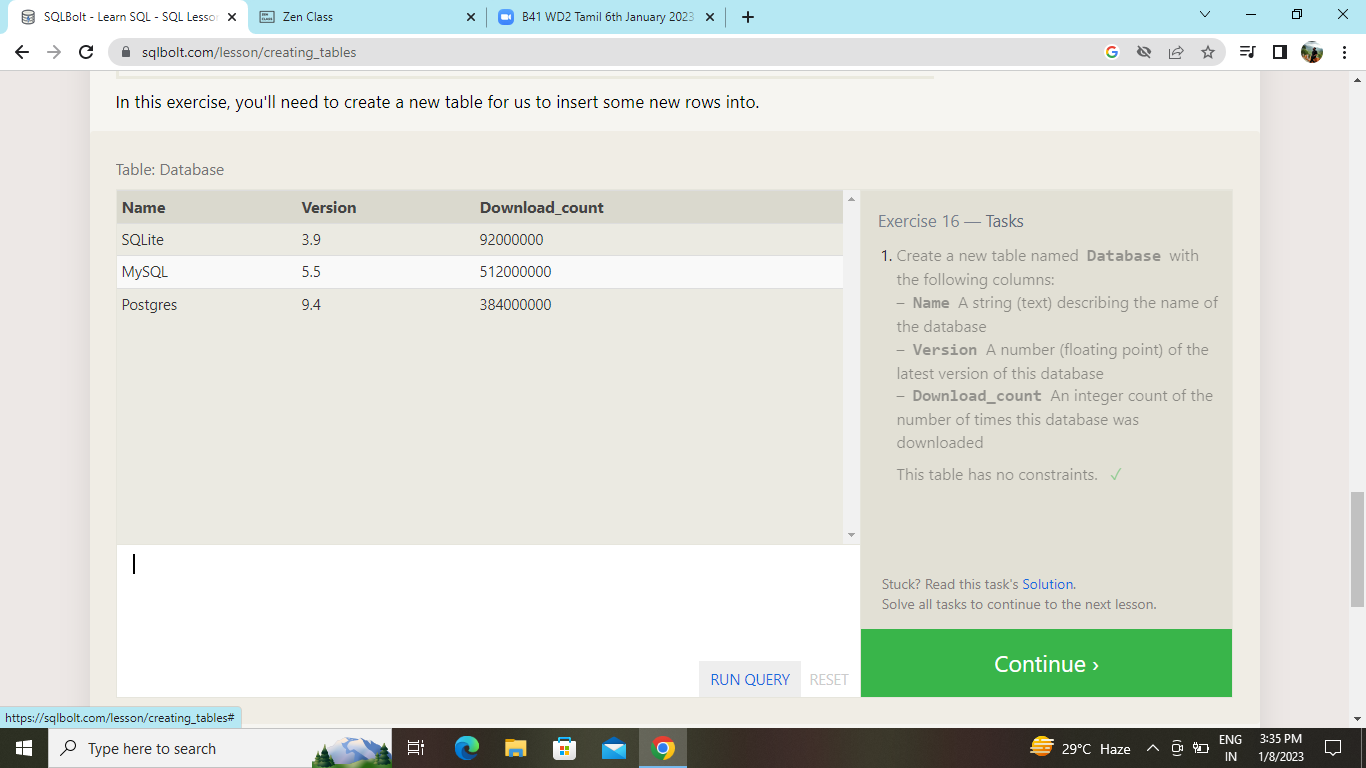 SQLBolt - Learn SQL - SQL Lesson
Zen Class
B41 WD2 Tamil 6th January 2023
sqlbolt.com/lesson/creating_tables
In this exercise, you'll need to create a new table for us to insert some new rows into.
Table: Database
Name Version Download_count
SQLite 3.9 92000000
MySQL 5.5 512000000
Postgres 9.4 384000000
Exercise 16 — Tasks
1. Create a new table named Database with
the following columns:
– Name A string (text) describing the name of
the database
– Version A number (floating point) of the
latest version of this database
– Download_count An integer count of the
number of times this database was
downloaded
This table has no constraints. ✓
Stuck? Read this task's Solution.
Solve all tasks to continue to the next lesson.
RUN QUERY RESET
Continue ›
https://sqlbolt.com/lesson/creating_tables#
Type here to search
29°C Haze
ENG
IN
3:35 PM
1/8/2023